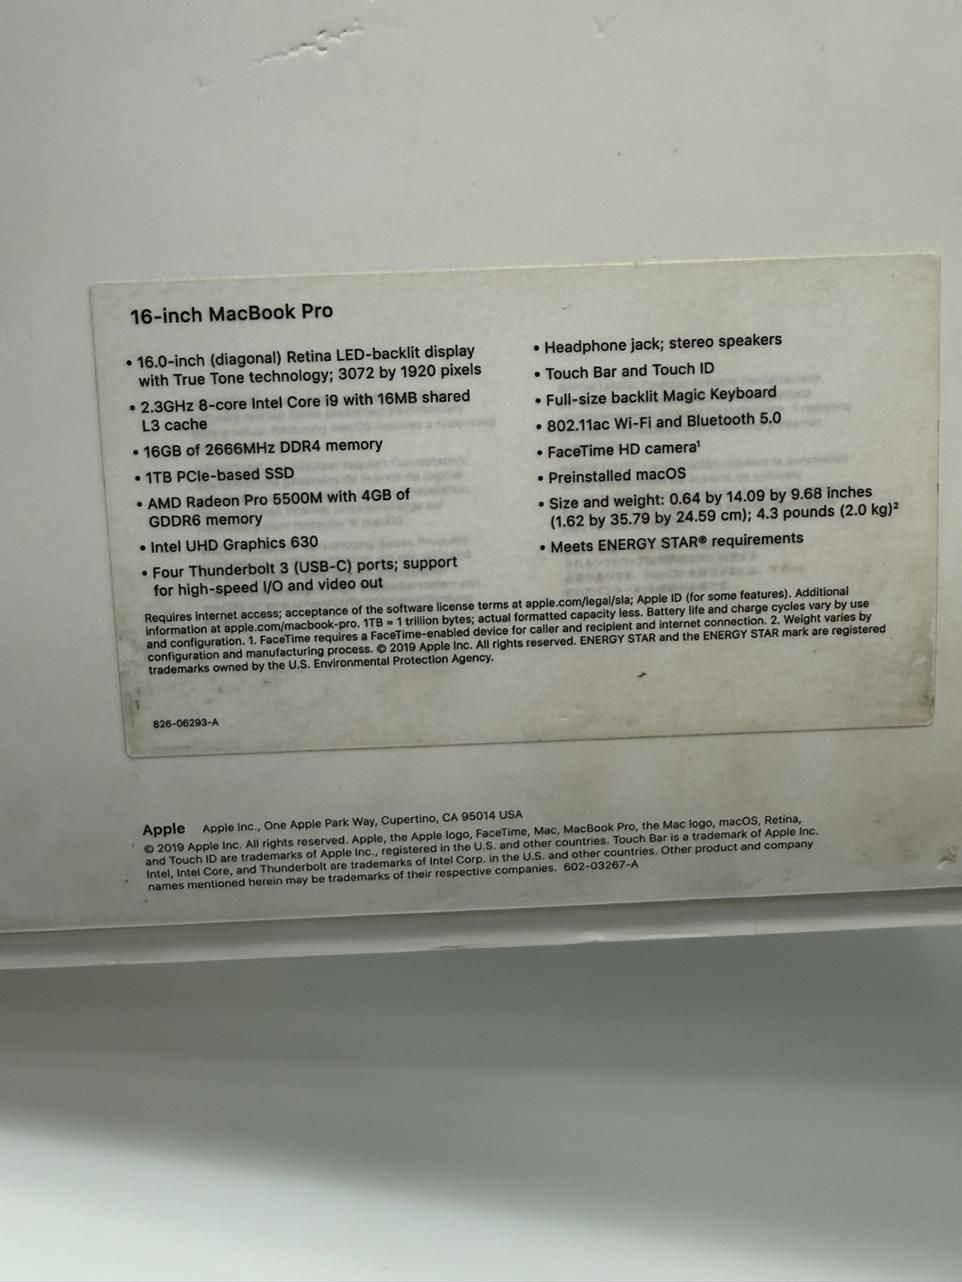 16-inch MacBook Pro
• 16.0-inch (diagonal) Retina LED-backlit display
with True Tone technology; 3072 by 1920 pixels
• 2.3GHz 8-core Intel Core i9 with 16MB shared
L3 cache
• 16GB of 2666MHz DDR4 memory
• 1TB PCIe-based SSD
• AMD Radeon Pro 5500M with 4GB of
GDDR6 memory
• Intel UHD Graphics 630
• Four Thunderbolt 3 (USB-C) ports; support
for high-speed I/O and video out
• Headphone jack; stereo speakers
• Touch Bar and Touch ID
• Full-size backlit Magic Keyboard
• 802.11ac Wi-Fi and Bluetooth 5.0
• FaceTime HD camera¹
• Preinstalled macOS
• Size and weight: 0.64 by 14.09 by 9.68 inches
(1.62 by 35.79 by 24.59 cm); 4.3 pounds (2.0 kg)²
• Meets ENERGY STAR® requirements
Requires internet access; acceptance of the software license terms at apple.com/legal/sla; Apple ID (for some features). Additional
information at apple.com/macbook-pro. 1TB = 1 trillion bytes; actual formatted capacity less. Battery life and charge cycles vary by use
and configuration. 1. FaceTime requires a FaceTime-enabled device for caller and recipient and internet connection. 2. Weight varies by
configuration and manufacturing process. © 2019 Apple Inc. All rights reserved. ENERGY STAR and the ENERGY STAR mark are registered
trademarks owned by the U.S. Environmental Protection Agency.
826-06293-A
Apple Apple Inc., One Apple Park Way, Cupertino, CA 95014 USA
© 2019 Apple Inc. All rights reserved. Apple, the Apple logo, FaceTime, Mac, MacBook Pro, the Mac logo, macOS, Retina,
and Touch ID are trademarks of Apple Inc., registered in the U.S. and other countries. Touch Bar is a trademark of Apple Inc.
Intel, Intel Core, and Thunderbolt are trademarks of Intel Corp. in the U.S. and other countries. Other product and company
names mentioned herein may be trademarks of their respective companies. 602-03267-A